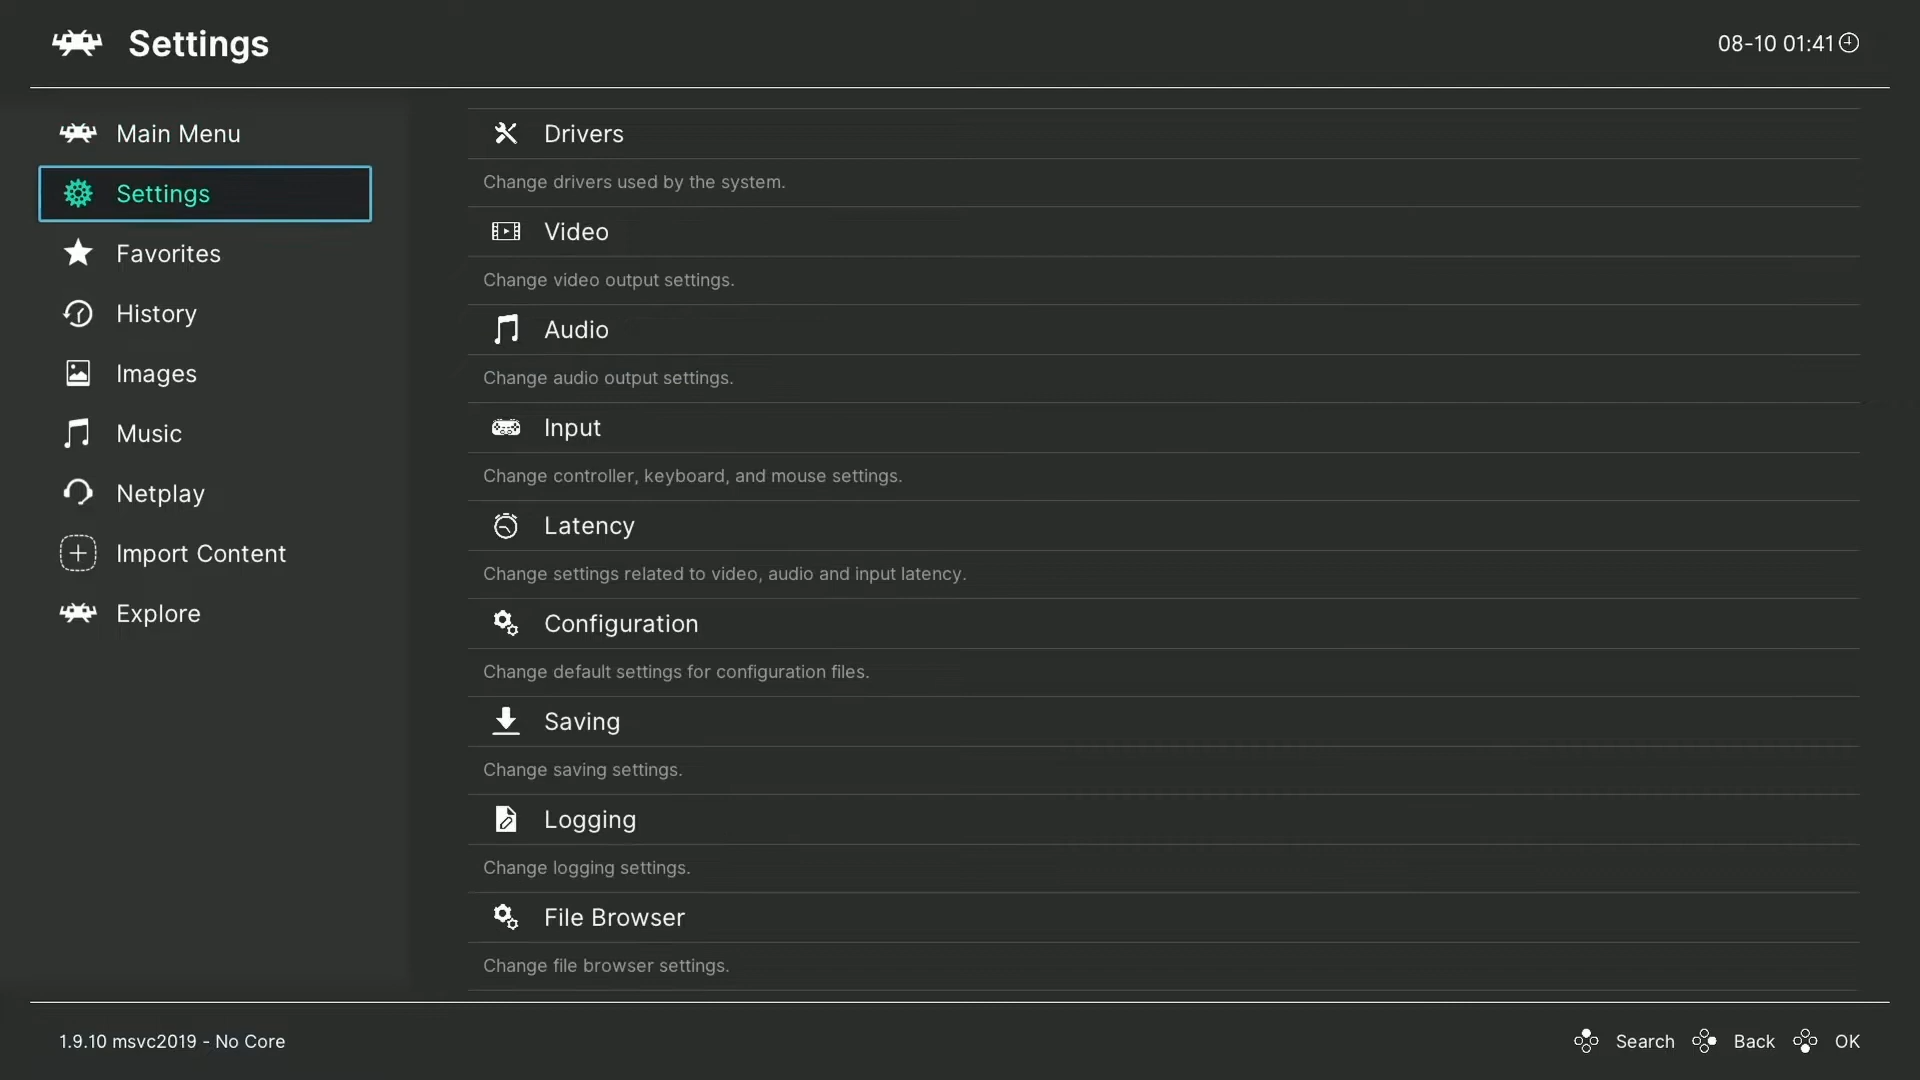 Settings
08-10 01:41
Main Menu
Settings
Favorites
History
Images
Music
Netplay
Import Content
Explore
Drivers
Change drivers used by the system.
Video
Change video output settings.
Audio
Change audio output settings.
Input
Change controller, keyboard, and mouse settings.
Latency
Change settings related to video, audio and input latency.
Configuration
Change default settings for configuration files.
Saving
Change saving settings.
Logging
Change logging settings.
File Browser
Change file browser settings.
1.9.10 msvc2019 - No Core
Search Back OK